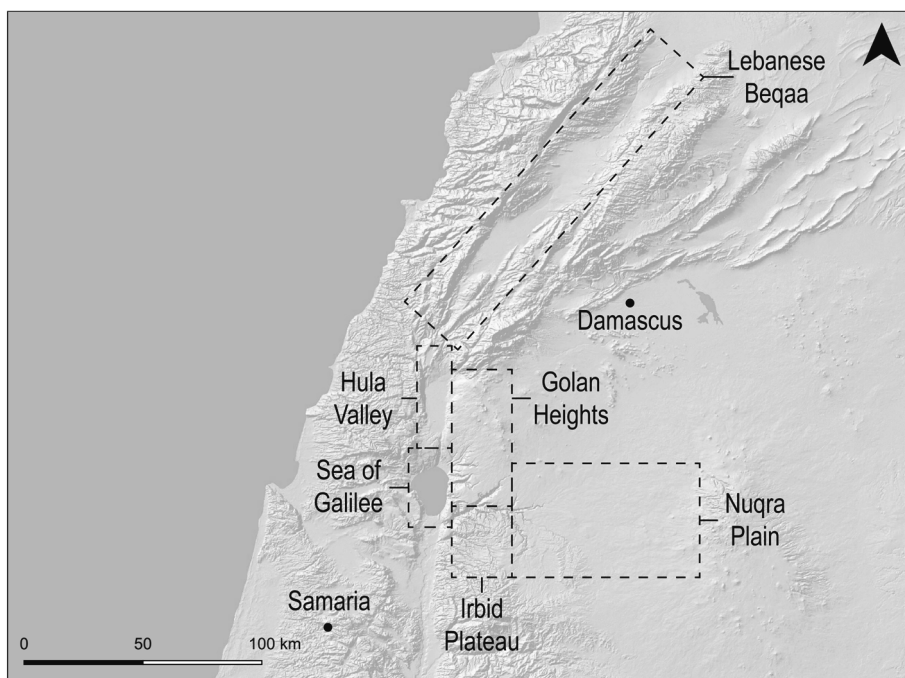 Lebanese
Beqaa
Damascus
Hula
Valley
Golan
Heights
Sea of
Galilee
Nuqra
Plain
Samaria
Irbid
Plateau
0 50 100 km